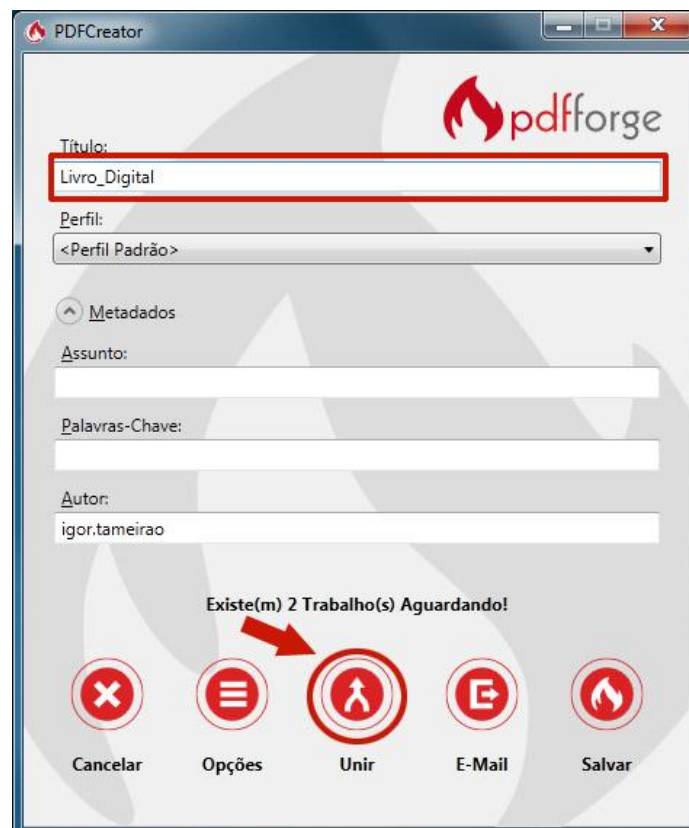 PDFCreator
pdfforge
Título:
Livro_Digital
Perfil:
<Perfil Padrão>
Metadados
Assunto:
Palavras-Chave:
Autor:
igor.tameirao
Existe(m) 2 Trabalho(s) Aguardando!
Cancelar Opções Unir E-Mail Salvar